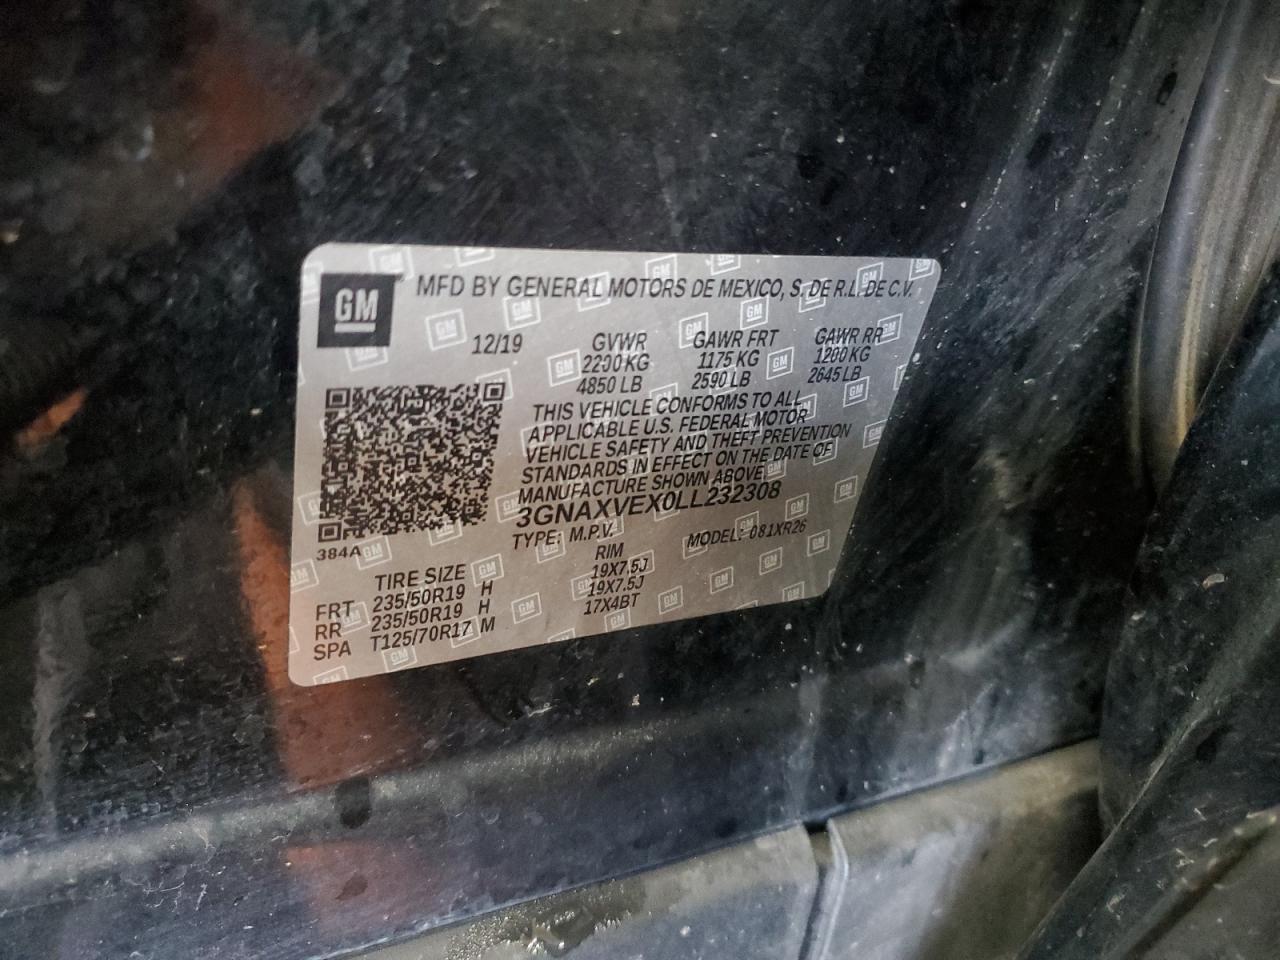 GM MFD BY GENERAL MOTORS DE MEXICO, S. DE R.L. DE C.V.
12/19 GVWR GAWR FRT GAWR RR
2200 KG 1175 KG 1200 KG
4850 LB 2590 LB 2645 LB
THIS VEHICLE CONFORMS TO ALL
APPLICABLE U.S. FEDERAL MOTOR
VEHICLE SAFETY AND THEFT PREVENTION
STANDARDS IN EFFECT ON THE DATE OF
MANUFACTURE SHOWN ABOVE
3GNAXVEX0LL232308
TYPE: M.P.V. MODEL: 081XR26
384A
TIRE SIZE RIM
FRT 235/50R19 H 19X7.5J
RR 235/50R19 H 19X7.5J
SPA T125/70R17 M 17X4BT